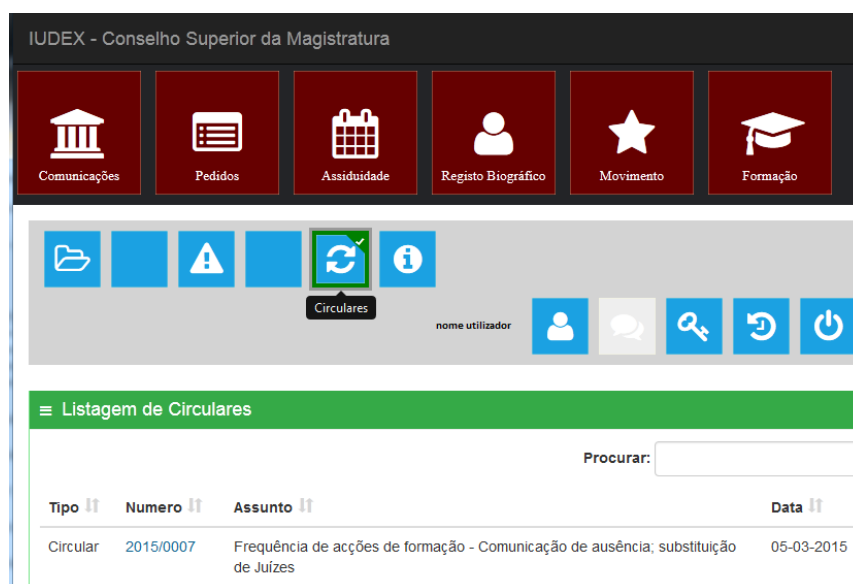 IUDEX - Conselho Superior da Magistratura
Comunicações Pedidos Assiduidade Registo Biográfico Movimento Formação
Circulares
nome utilizador
Listagem de Circulares
Procurar:
Tipo Numero Assunto Data
Circular 2015/0007 Frequência de acções de formação - Comunicação de ausência; substituição 05-03-2015
de Juízes